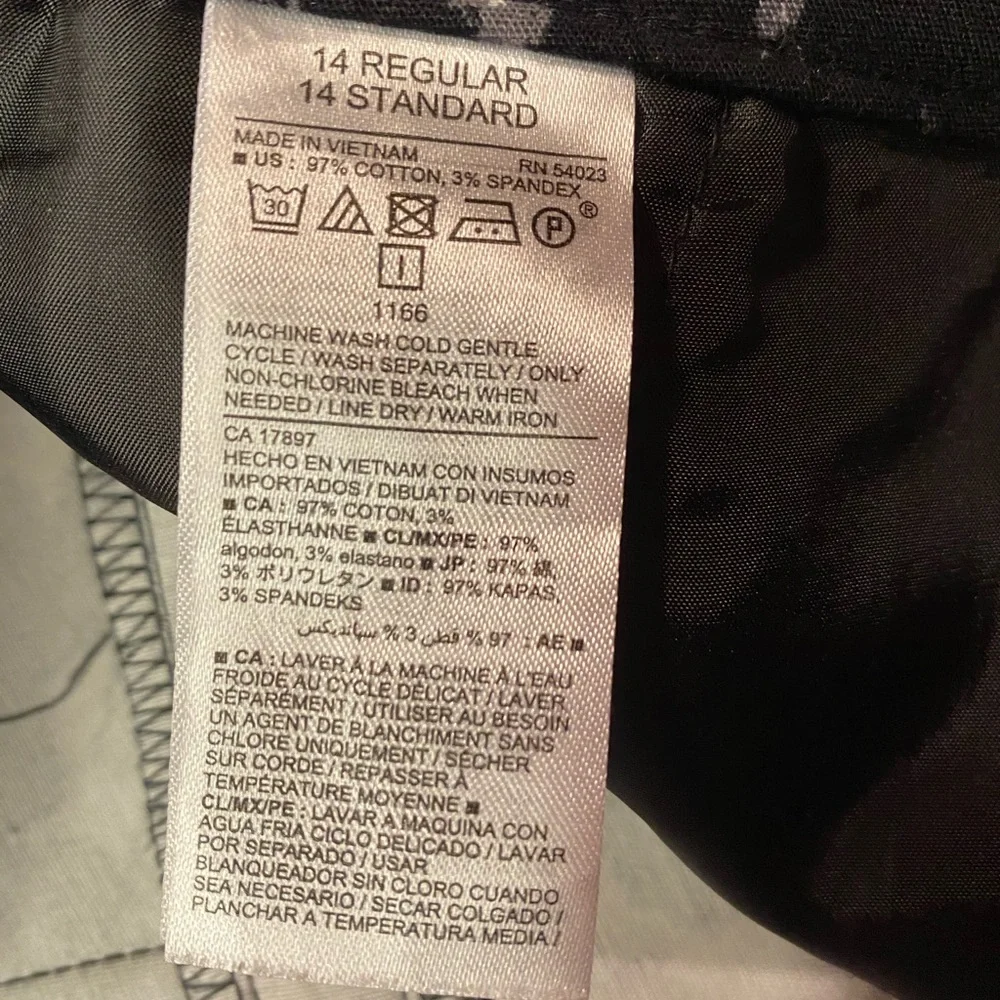 14 REGULAR
14 STANDARD
MADE IN VIETNAM RN 54023
■ US : 97% COTTON, 3% SPANDEX
30 P ®
1166
MACHINE WASH COLD GENTLE
CYCLE / WASH SEPARATELY / ONLY
NON-CHLORINE BLEACH WHEN
NEEDED / LINE DRY / WARM IRON
CA 17897
HECHO EN VIETNAM CON INSUMOS
IMPORTADOS / DIBUAT DI VIETNAM
■ CA : 97% COTON, 3%
ÉLASTHANNE ■ CL/MX/PE : 97%
algodon, 3% elastano ■ JP : 97% 綿,
3% ポリウレタン ■ ID : 97% KAPAS,
3% SPANDEKS
■ AE : 97 % قطن, 3 % سباندیكس
■ CA : LAVER À LA MACHINE À L'EAU
FROIDE AU CYCLE DÉLICAT / LAVER
SÉPARÉMENT / UTILISER AU BESOIN
UN AGENT DE BLANCHIMENT SANS
CHLORE UNIQUEMENT / SÉCHER
SUR CORDE / REPASSER À
TEMPÉRATURE MOYENNE ■
CL/MX/PE : LAVAR A MAQUINA CON
AGUA FRIA CICLO DELICADO / LAVAR
POR SEPARADO / USAR
BLANQUEADOR SIN CLORO CUANDO
SEA NECESARIO / SECAR COLGADO /
PLANCHAR A TEMPERATURA MEDIA /